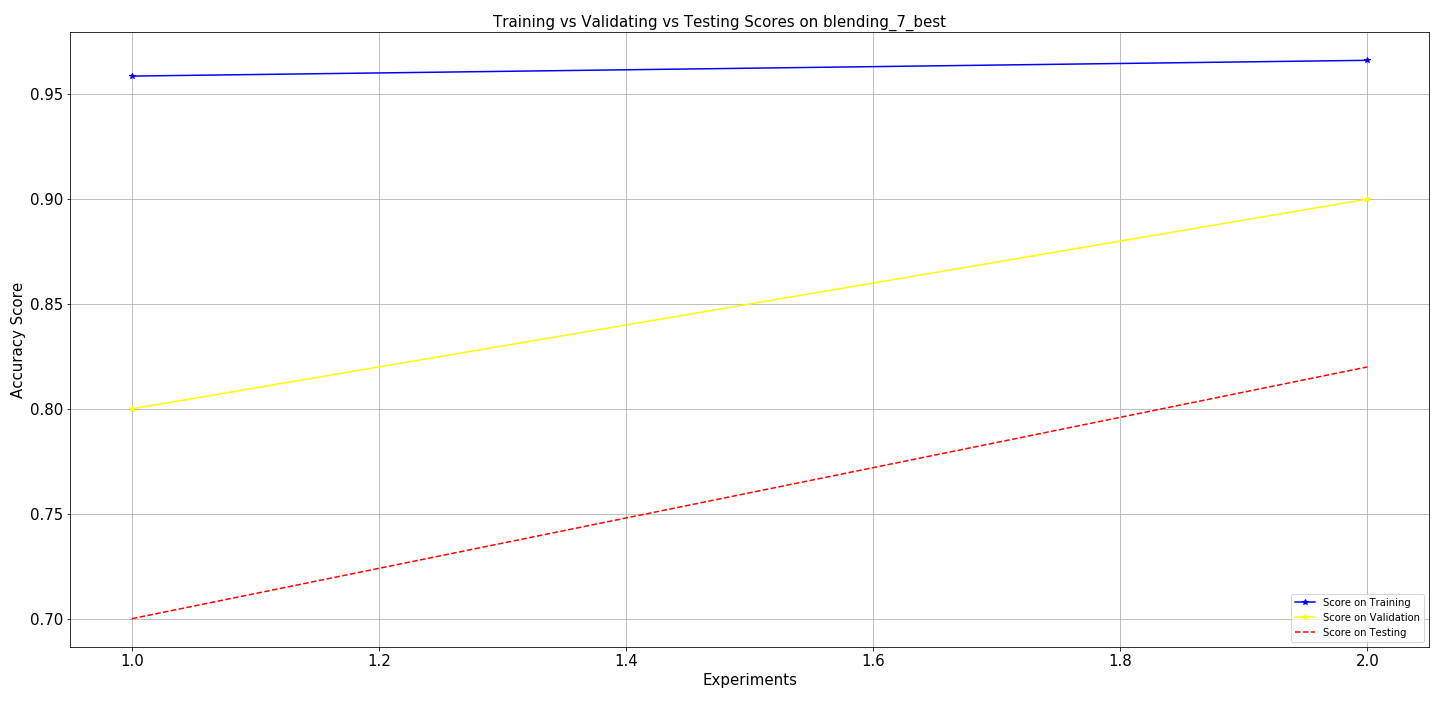 Training vs Validating vs Testing Scores on blending_7_best
Accuracy Score
0.95
0.90
0.85
0.80
0.75
0.70
1.0 1.2 1.4 1.6 1.8 2.0
Experiments
Score on Training
Score on Validation
Score on Testing